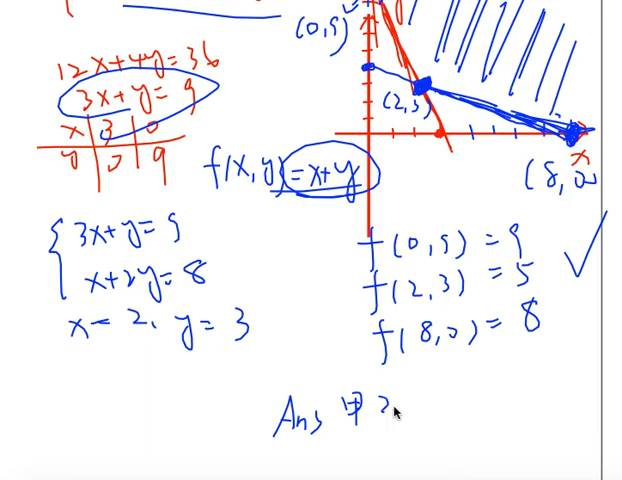 (0,9)
y
12x+4y=36
3x+y=9
x 3 0
y 0 9
(2,3)
x
(8,0)
f(x,y)=x+y
3x+y=9
x+2y=8
x=2, y=3
f(0,9)=9
f(2,3)=5
f(8,0)=8
Ans 甲 2